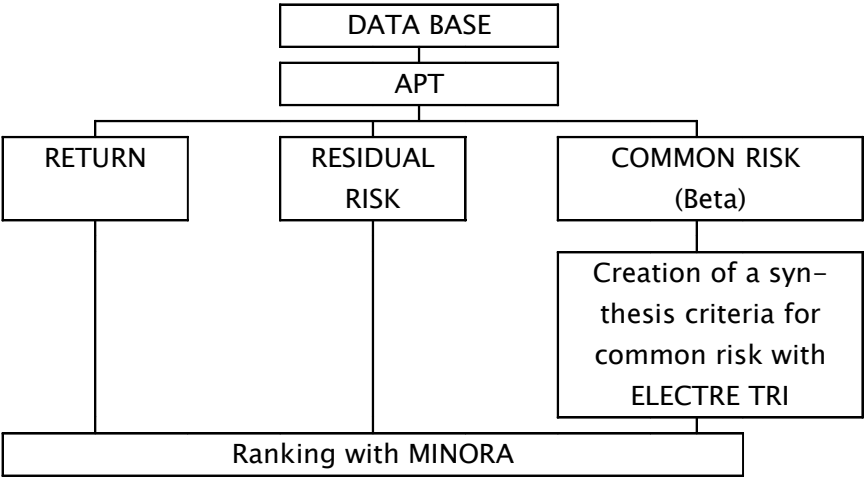 DATA BASE
APT
RETURN
RESIDUAL
RISK
COMMON RISK
(Beta)
Creation of a syn-
thesis criteria for
common risk with
ELECTRE TRI
Ranking with MINORA